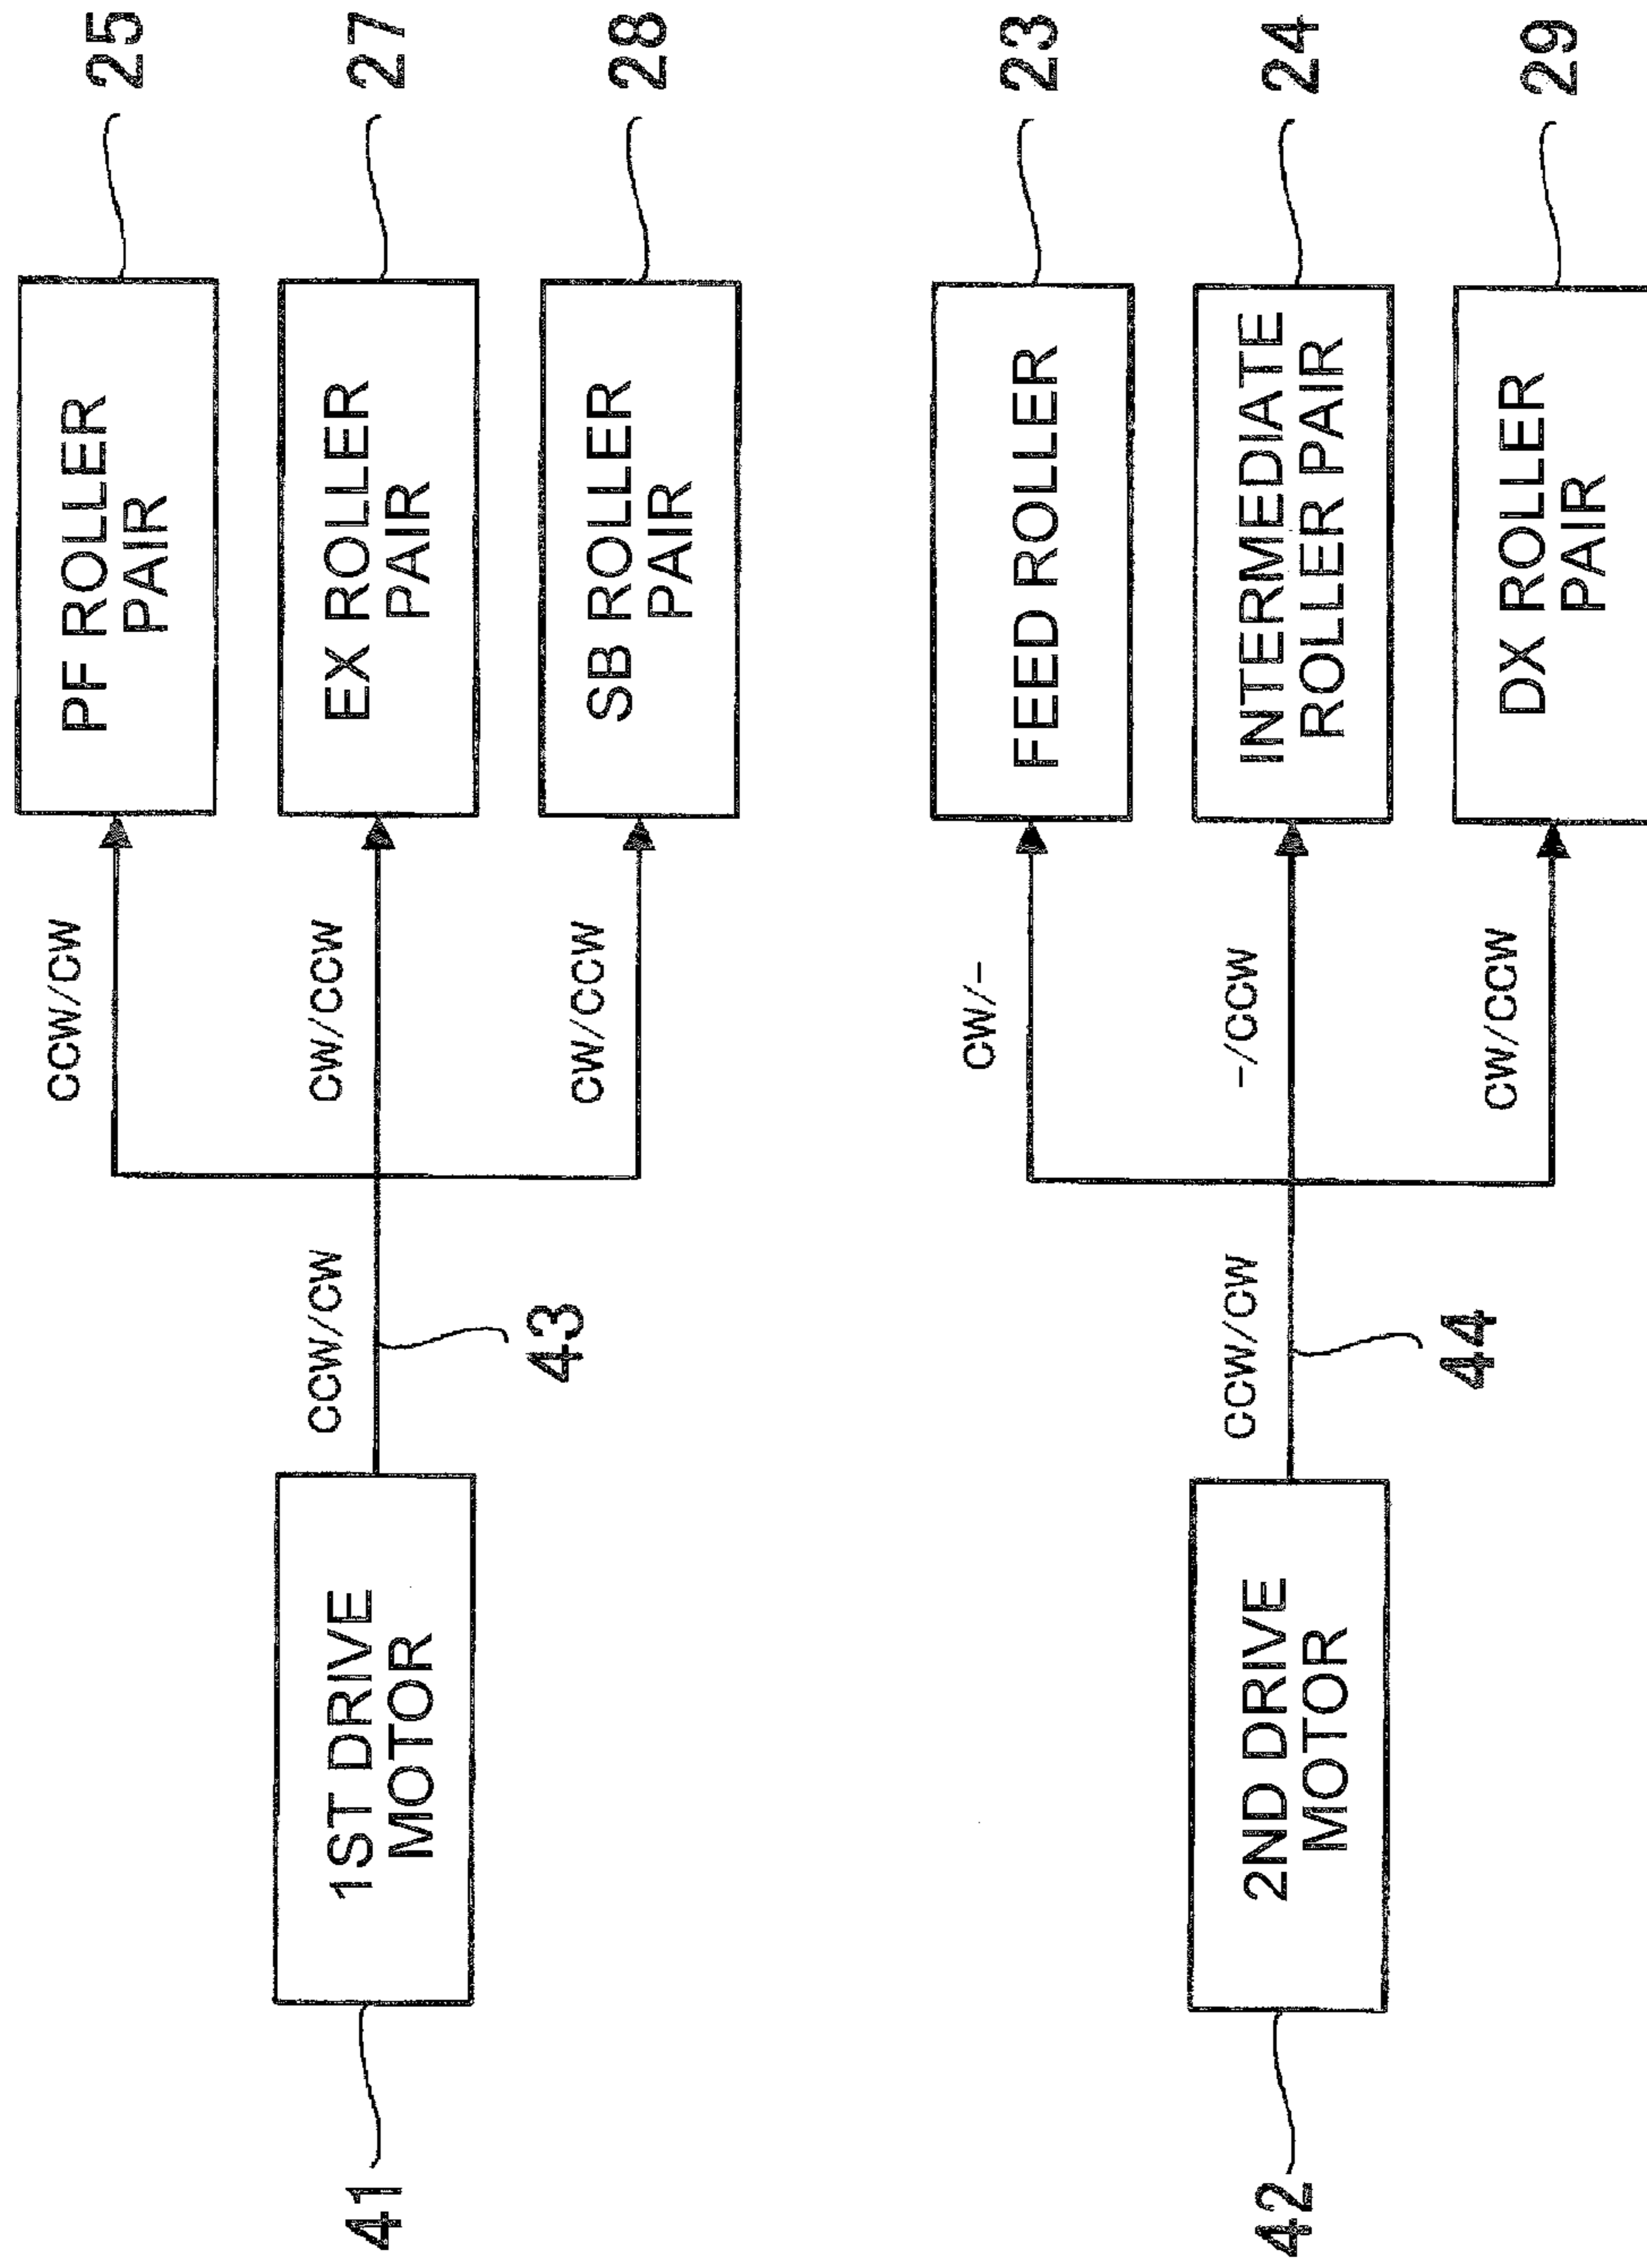 41
1ST DRIVE
MOTOR
CCW/CW
43
CCW/CW
PF ROLLER
PAIR
25
CW/CCW
EX ROLLER
PAIR
27
CW/CCW
SB ROLLER
PAIR
28
42
2ND DRIVE
MOTOR
CCW/CW
44
CW/-
FEED ROLLER
23
-/CCW
INTERMEDIATE
ROLLER PAIR
24
CW/CCW
DX ROLLER
PAIR
29